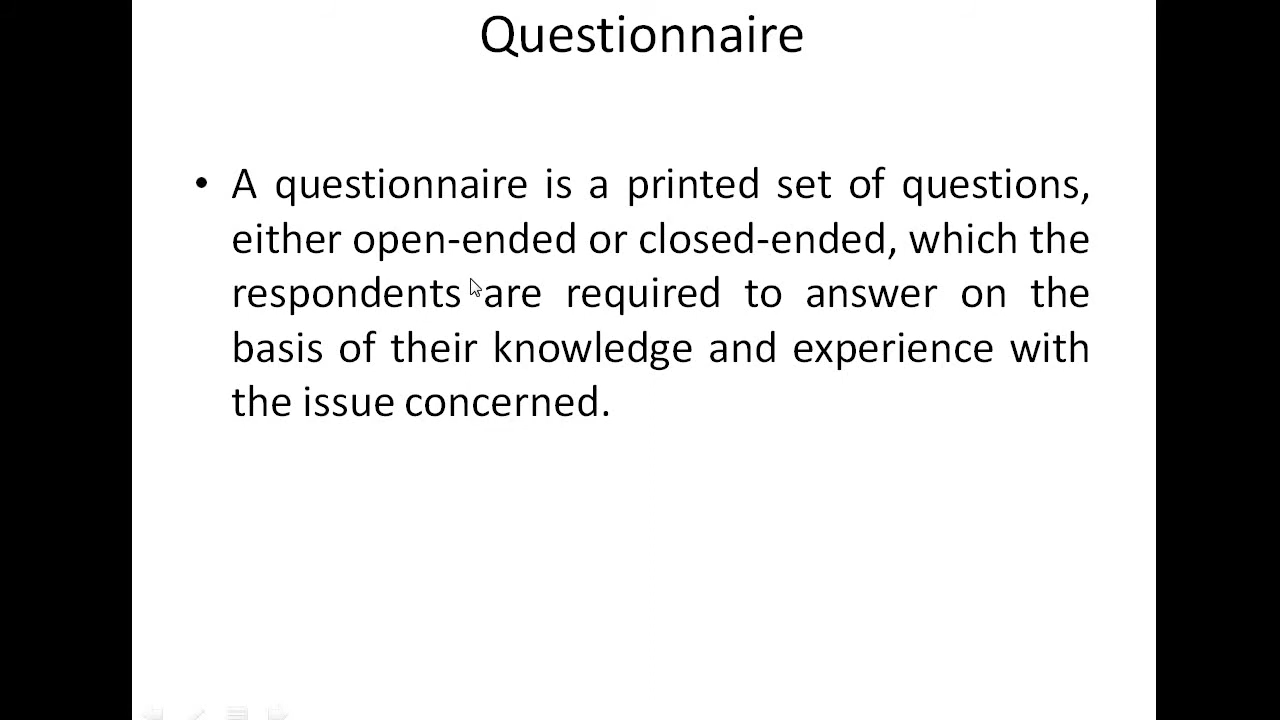 Questionnaire
• A questionnaire is a printed set of questions,
either open-ended or closed-ended, which the
respondents are required to answer on the
basis of their knowledge and experience with
the issue concerned.